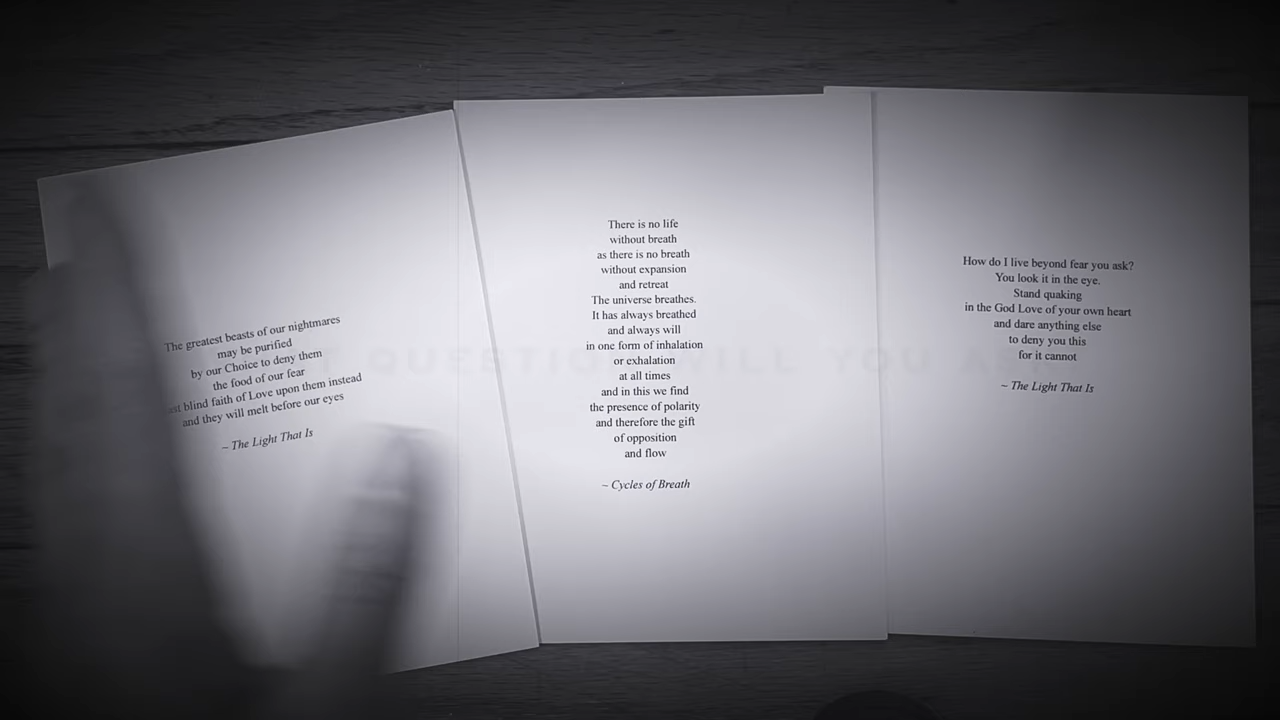 The greatest beasts of our nightmares
may be purified
by our Choice to deny them
the food of our fear
blind faith of Love upon them instead
and they will melt before our eyes
~ The Light That Is
There is no life
without breath
as there is no breath
without expansion
and retreat
The universe breathes.
It has always breathed
and always will
in one form of inhalation
or exhalation
at all times
and in this we find
the presence of polarity
and therefore the gift
of opposition
and flow
~ Cycles of Breath
How do I live beyond fear you ask?
You look it in the eye.
Stand quaking
in the God Love of your own heart
and dare anything else
to deny you this
for it cannot
~ The Light That Is
QUESTION WILL YOU